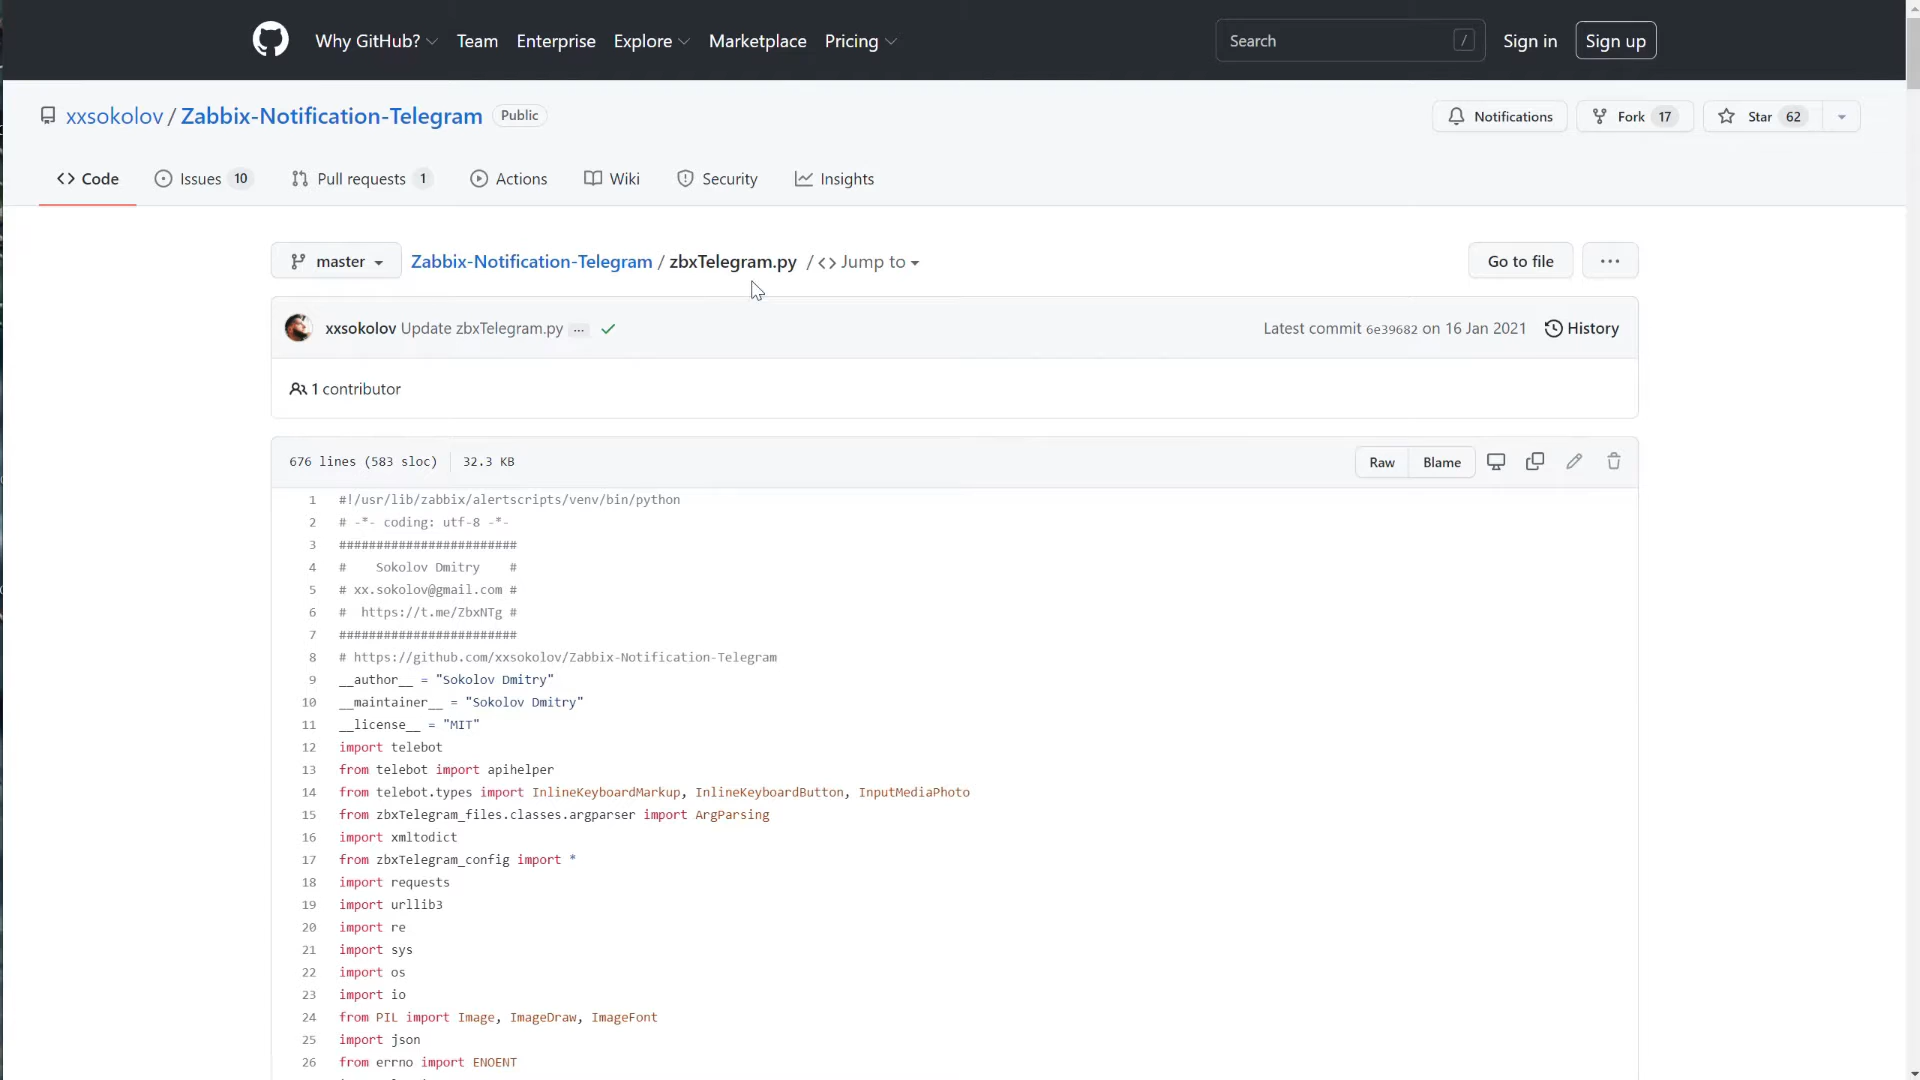 Why GitHub? Team Enterprise Explore Marketplace Pricing Search / Sign in Sign up
xxsokolov / Zabbix-Notification-Telegram Public Notifications Fork 17 Star 62
Code Issues 10 Pull requests 1 Actions Wiki Security Insights
master Zabbix-Notification-Telegram / zbxTelegram.py / <> Jump to Go to file ...
xxsokolov Update zbxTelegram.py ... Latest commit 6e39682 on 16 Jan 2021 History
1 contributor
676 lines (583 sloc) 32.3 KB Raw Blame
1 #!/usr/lib/zabbix/alertscripts/venv/bin/python
2 # -*- coding: utf-8 -*-
3 ########################
4 #    Sokolov Dmitry    #
5 # xx.sokolov@gmail.com #
6 #  https://t.me/ZbxNTg #
7 ########################
8 # https://github.com/xxsokolov/Zabbix-Notification-Telegram
9 __author__ = "Sokolov Dmitry"
10 __maintainer__ = "Sokolov Dmitry"
11 __license__ = "MIT"
12 import telebot
13 from telebot import apihelper
14 from telebot.types import InlineKeyboardMarkup, InlineKeyboardButton, InputMediaPhoto
15 from zbxTelegram_files.classes.argparser import ArgParsing
16 import xmltodict
17 from zbxTelegram_config import *
18 import requests
19 import urllib3
20 import re
21 import sys
22 import os
23 import io
24 from PIL import Image, ImageDraw, ImageFont
25 import json
26 from errno import ENOENT